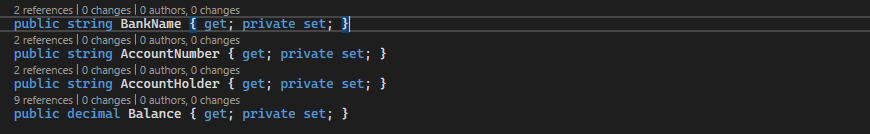 2 references | 0 changes | 0 authors, 0 changes
public string BankName { get; private set; }
2 references | 0 changes | 0 authors, 0 changes
public string AccountNumber { get; private set; }
2 references | 0 changes | 0 authors, 0 changes
public string AccountHolder { get; private set; }
9 references | 0 changes | 0 authors, 0 changes
public decimal Balance { get; private set; }